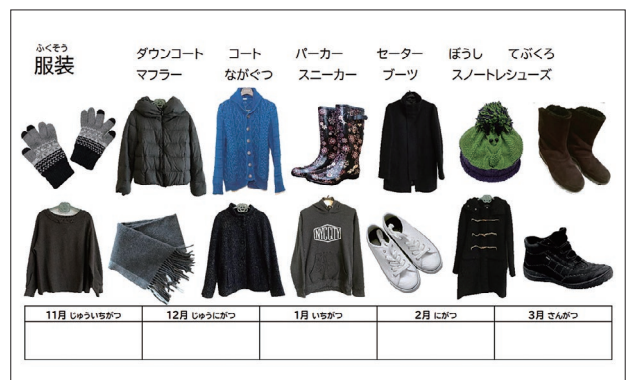 ふくそう
服装
ダウンコート コート パーカー セーター ぼうし てぶくろ
マフラー ながぐつ スニーカー ブーツ スノートレシューズ
NYC CITY
11月 じゅういちがつ 12月 じゅうにがつ 1月 いちがつ 2月 にがつ 3月 さんがつ